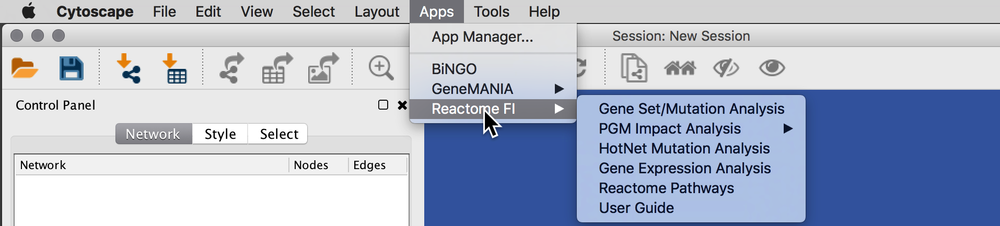 Cytoscape File Edit View Select Layout Apps Tools Help
Session: New Session
App Manager...
BiNGO
GeneMANIA
Reactome FI
Control Panel
Network Style Select
Network Nodes Edges
Gene Set/Mutation Analysis
PGM Impact Analysis
HotNet Mutation Analysis
Gene Expression Analysis
Reactome Pathways
User Guide